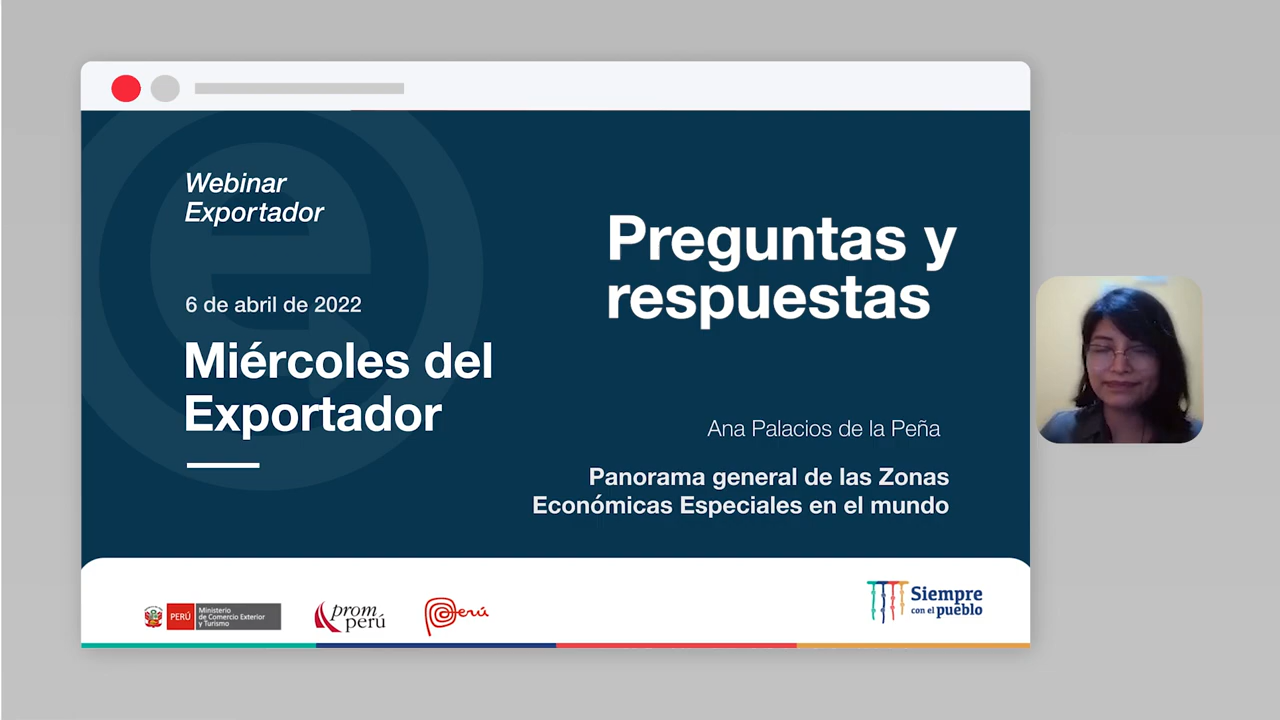 Webinar
Exportador
6 de abril de 2022
Miércoles del
Exportador
Preguntas y
respuestas
Ana Palacios de la Peña
Panorama general de las Zonas
Económicas Especiales en el mundo
PERÚ
Ministerio
de Comercio Exterior
y Turismo
prom
perú
Perú
Siempre
con el pueblo